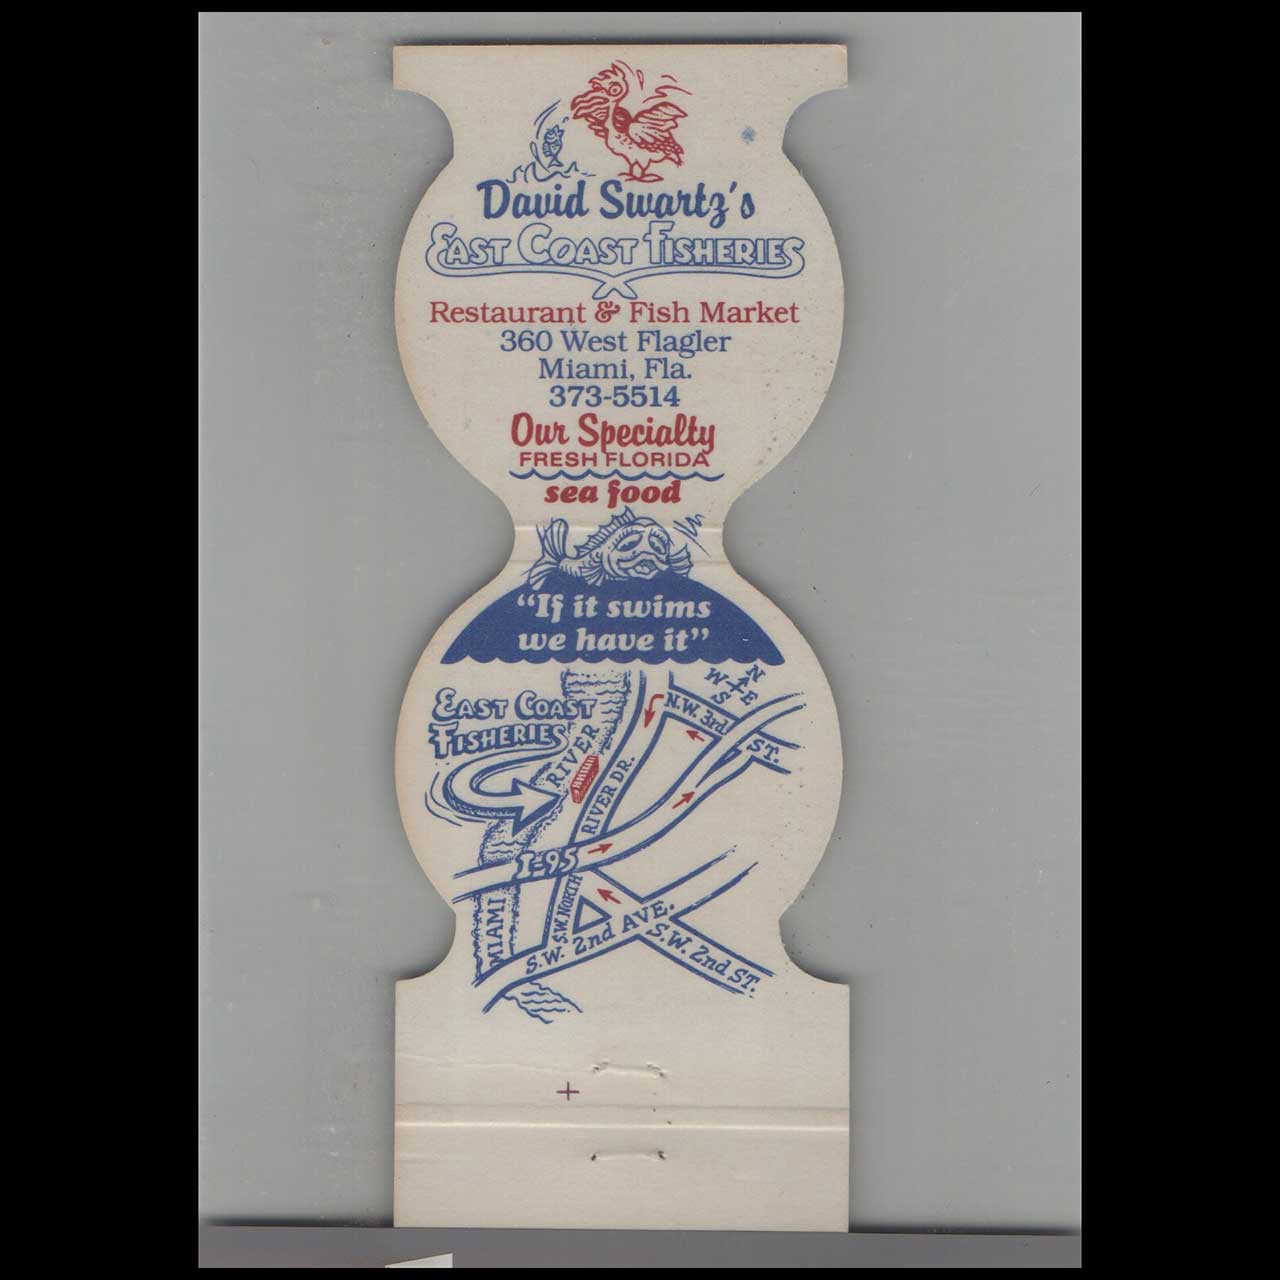 David Swartz's
EAST COAST FISHERIES
Restaurant & Fish Market
360 West Flagler
Miami, Fla.
373-5514
Our Specialty
FRESH FLORIDA
sea food
"If it swims
we have it"
N
W E
S
EAST COAST
FISHERIES
N.W. 3rd
ST.
RIVER
RIVER DR.
I-95
MIAMI
S.W. NORTH
S.W. 2nd AVE.
S.W. 2nd ST.